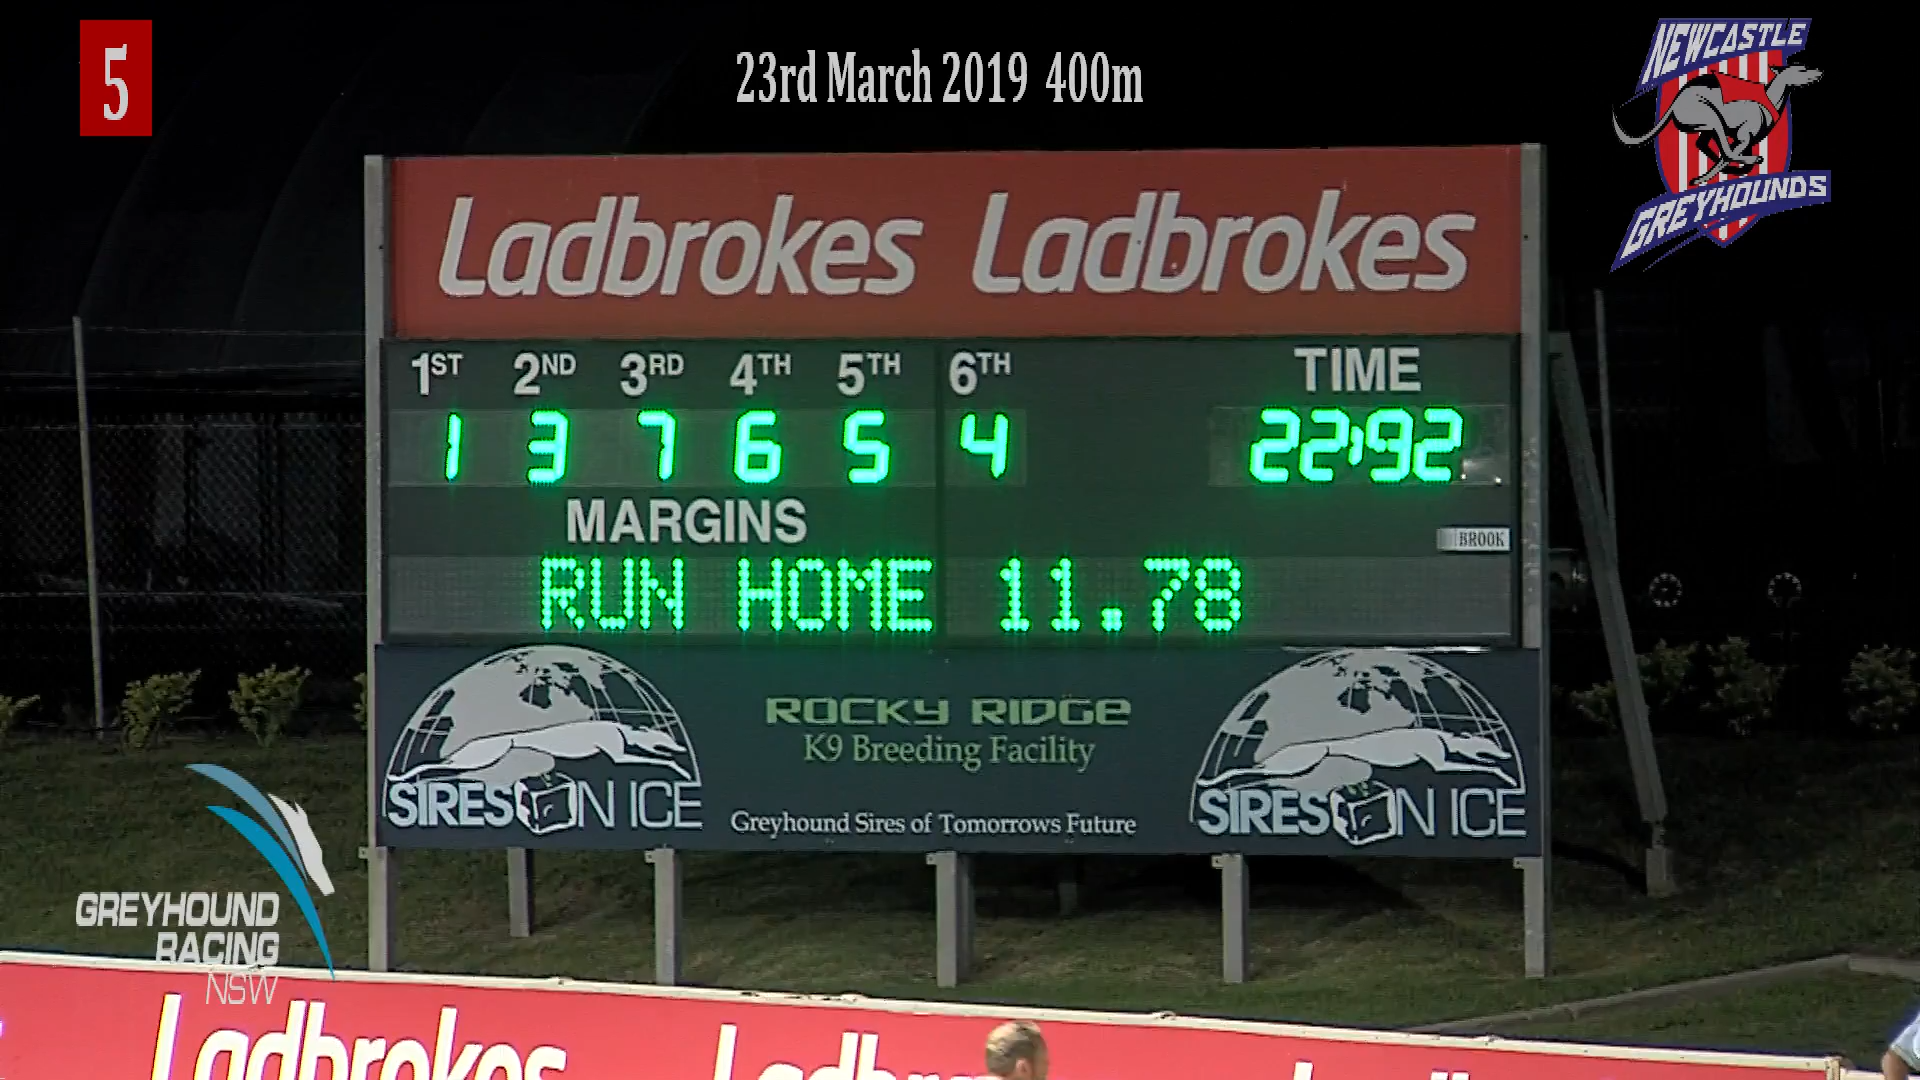 5
23rd March 2019 400m
NEWCASTLE
GREYHOUNDS
Ladbrokes Ladbrokes
1ST 2ND 3RD 4TH 5TH 6TH TIME
1 3 7 6 5 4 22,92
MARGINS
BROOK
RUN HOME 11.78
ROCKY RIDGE
K9 Breeding Facility
SIRES ON ICE
Greyhound Sires of Tomorrows Future
SIRES ON ICE
GREYHOUND
RACING
NSW
Ladbrokes